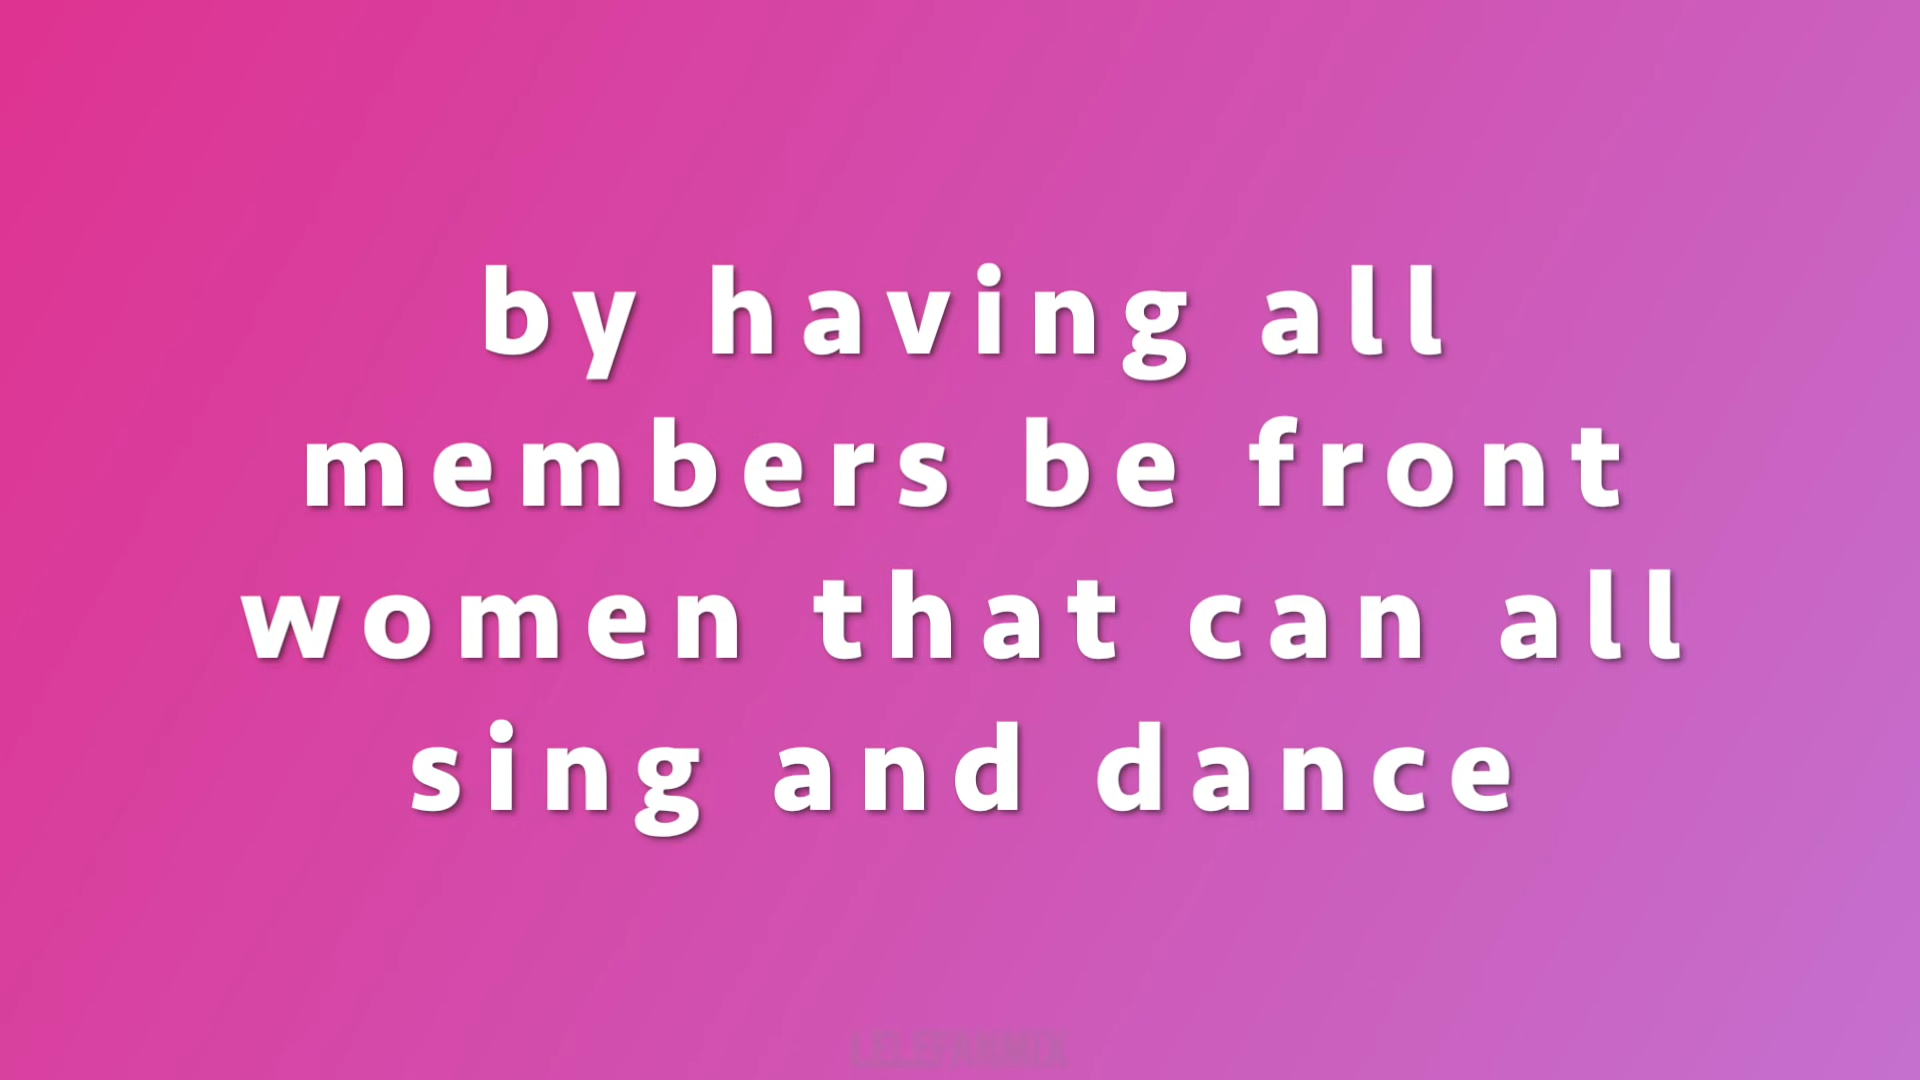 by having all
members be front
women that can all
sing and dance